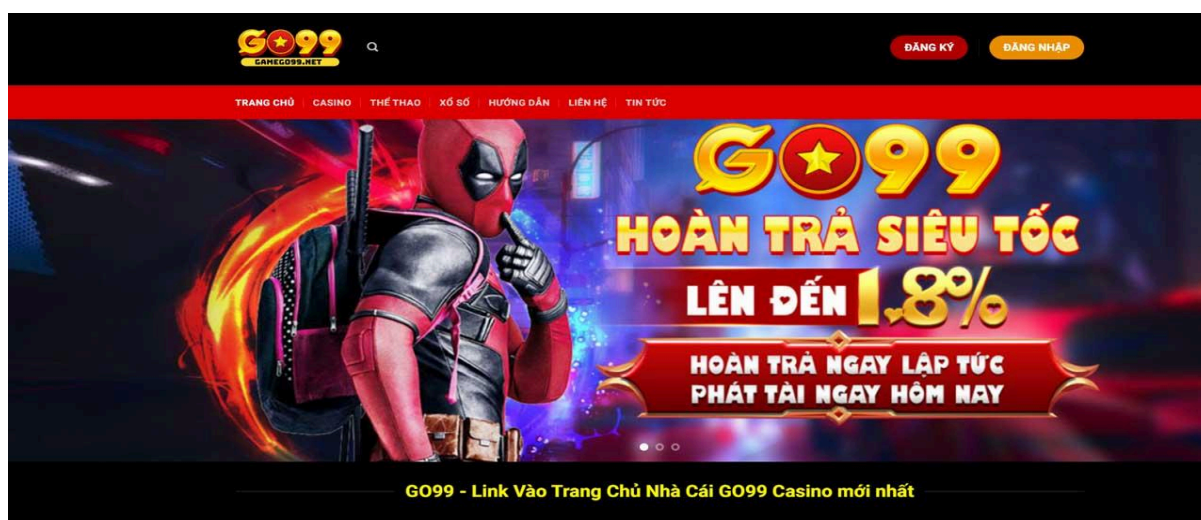 GO99
GAMEGO99.NET
ĐĂNG KÝ
ĐĂNG NHẬP
TRANG CHỦ
CASINO
THỂ THAO
XỔ SỐ
HƯỚNG DẪN
LIÊN HỆ
TIN TỨC
GO99
HOÀN TRẢ SIÊU TỐC
LÊN ĐẾN 1.8%
HOÀN TRẢ NGAY LẬP TỨC
PHÁT TÀI NGAY HÔM NAY
GO99 - Link Vào Trang Chủ Nhà Cái GO99 Casino mới nhất